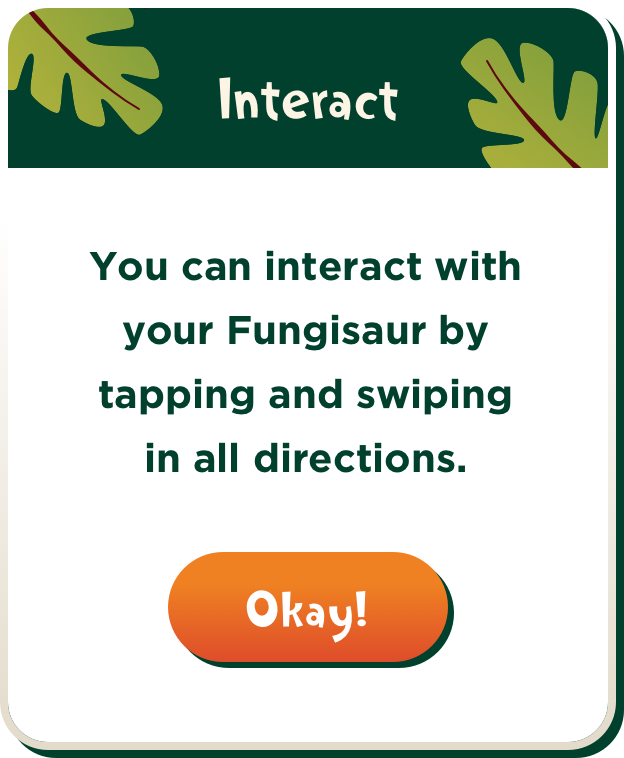 Interact
You can interact with
your Fungisaur by
tapping and swiping
in all directions.
Okay!